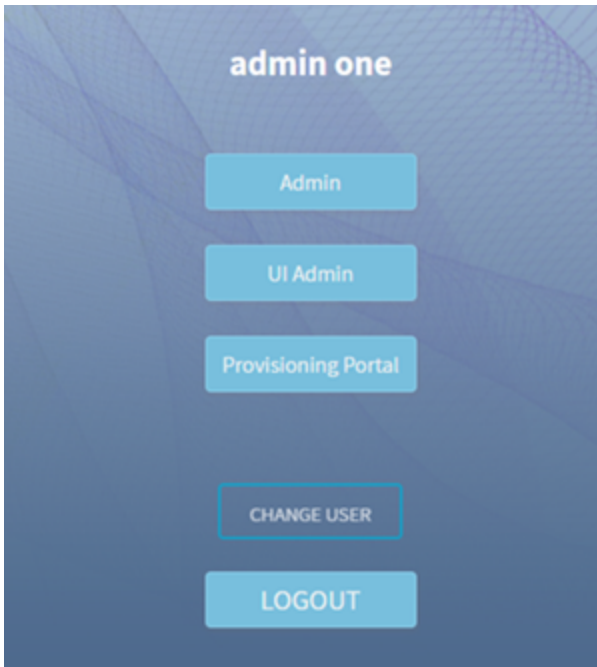 admin one
Admin
UI Admin
Provisioning Portal
CHANGE USER
LOGOUT